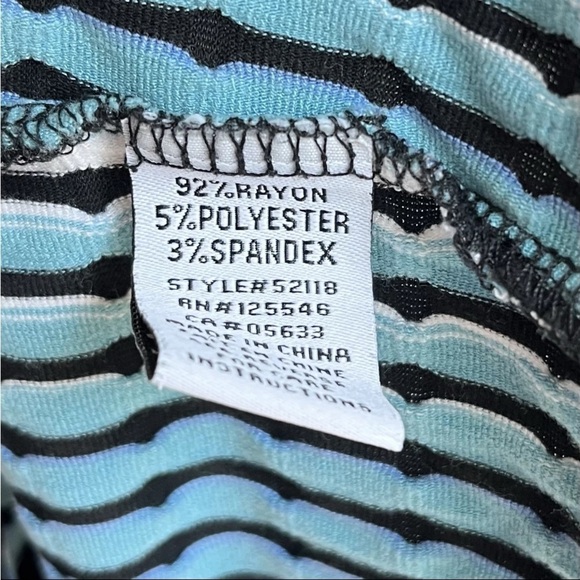 92%RAYON
5%POLYESTER
3%SPANDEX
STYLE#52118
RN#125546
CA#05633
MADE IN CHINA
INSTRUCTIONS